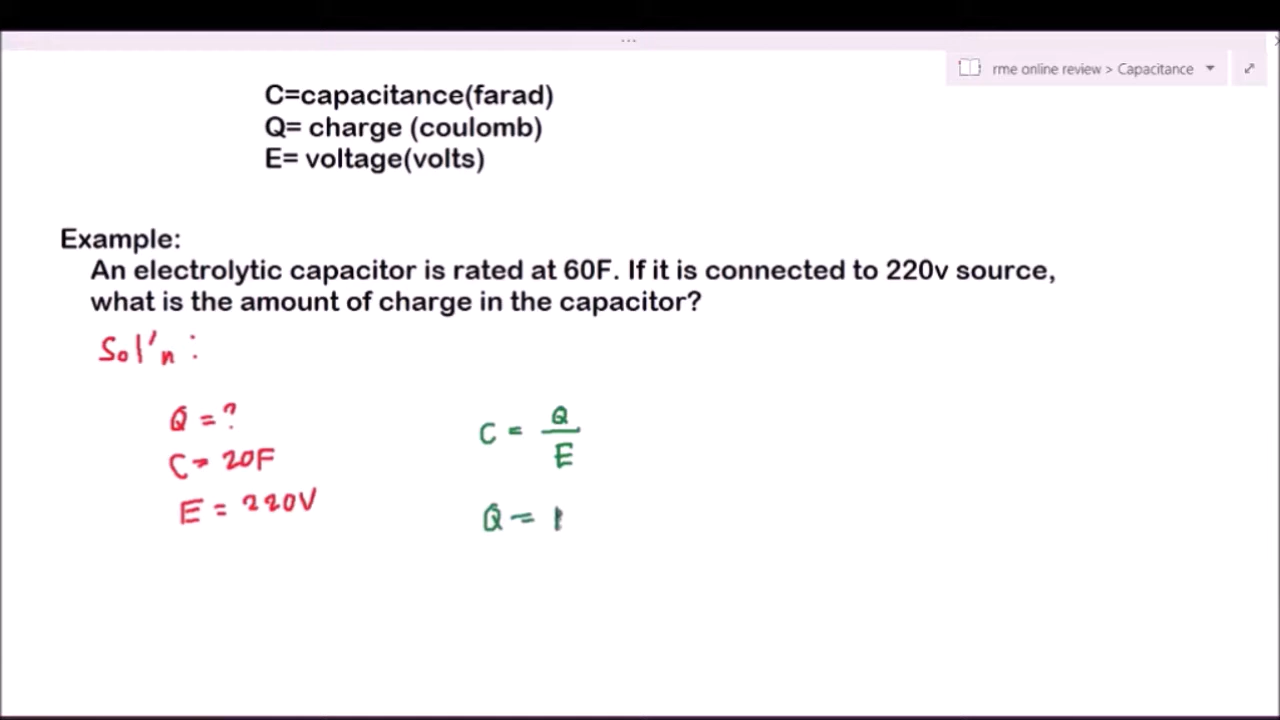 rme online review > Capacitance
C=capacitance(farad)
Q= charge (coulomb)
E= voltage(volts)
Example:
An electrolytic capacitor is rated at 60F. If it is connected to 220v source,
what is the amount of charge in the capacitor?
Sol'n :
Q = ?
C = 20F
E = 220V
C = Q
E
Q =